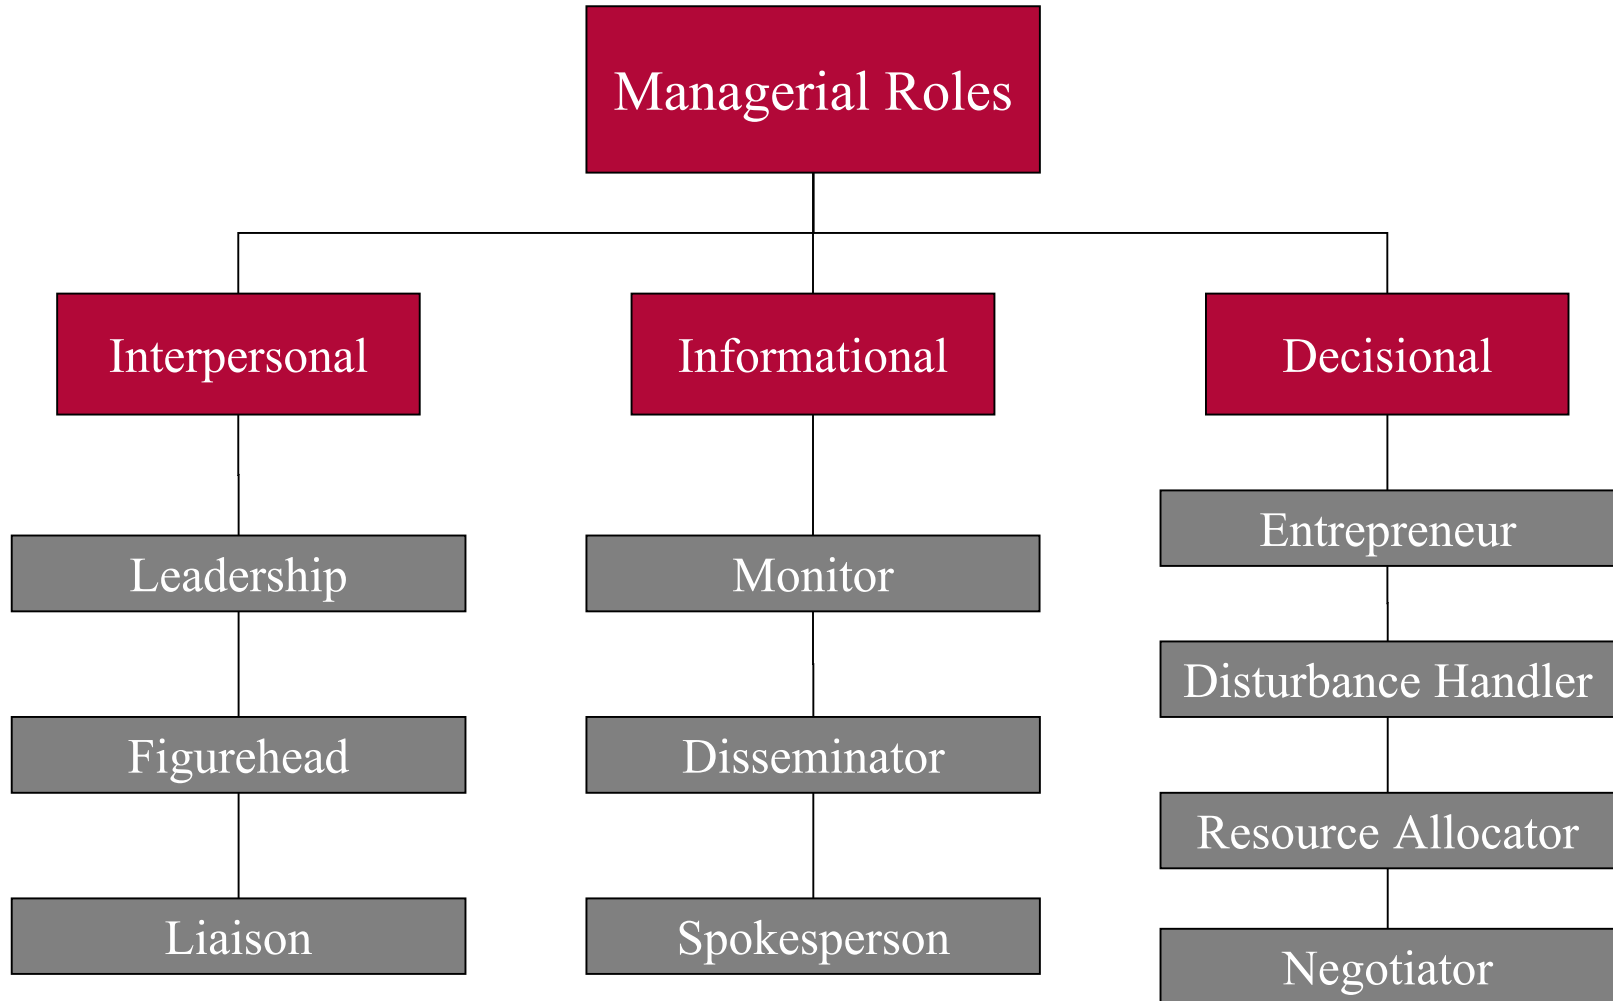 Managerial Roles
Interpersonal
Informational
Decisional
Leadership
Figurehead
Liaison
Monitor
Disseminator
Spokesperson
Entrepreneur
Disturbance Handler
Resource Allocator
Negotiator